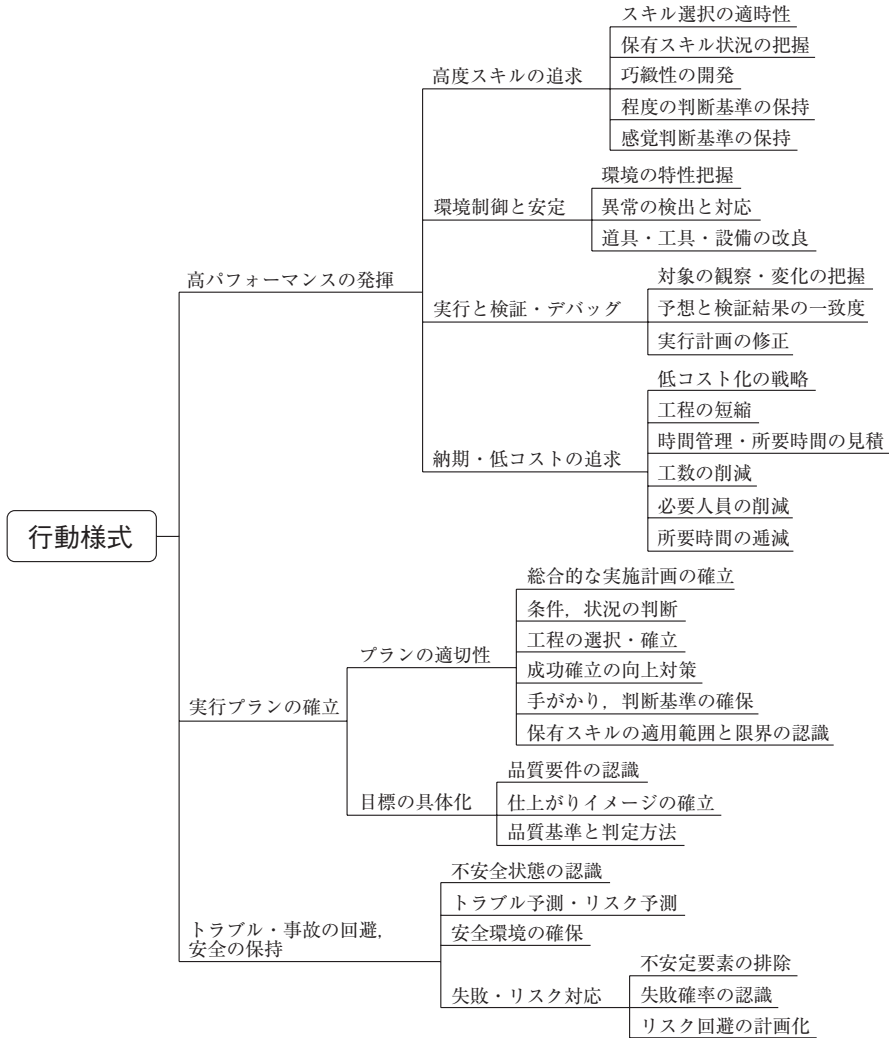 行動様式
高パフォーマンスの発揮
高度スキルの追求
スキル選択の適時性
保有スキル状況の把握
巧緻性の開発
程度の判断基準の保持
感覚判断基準の保持
環境制御と安定
環境の特性把握
異常の検出と対応
道具・工具・設備の改良
実行と検証・デバッグ
対象の観察・変化の把握
予想と検証結果の一致度
実行計画の修正
納期・低コストの追求
低コスト化の戦略
工程の短縮
時間管理・所要時間の見積
工数の削減
必要人員の削減
所要時間の逓減
実行プランの確立
プランの適切性
総合的な実施計画の確立
条件，状況の判断
工程の選択・確立
成功確立の向上対策
手がかり，判断基準の確保
保有スキルの適用範囲と限界の認識
目標の具体化
品質要件の認識
仕上がりイメージの確立
品質基準と判定方法
トラブル・事故の回避，
安全の保持
不安全状態の認識
トラブル予測・リスク予測
安全環境の確保
失敗・リスク対応
不安定要素の排除
失敗確率の認識
リスク回避の計画化